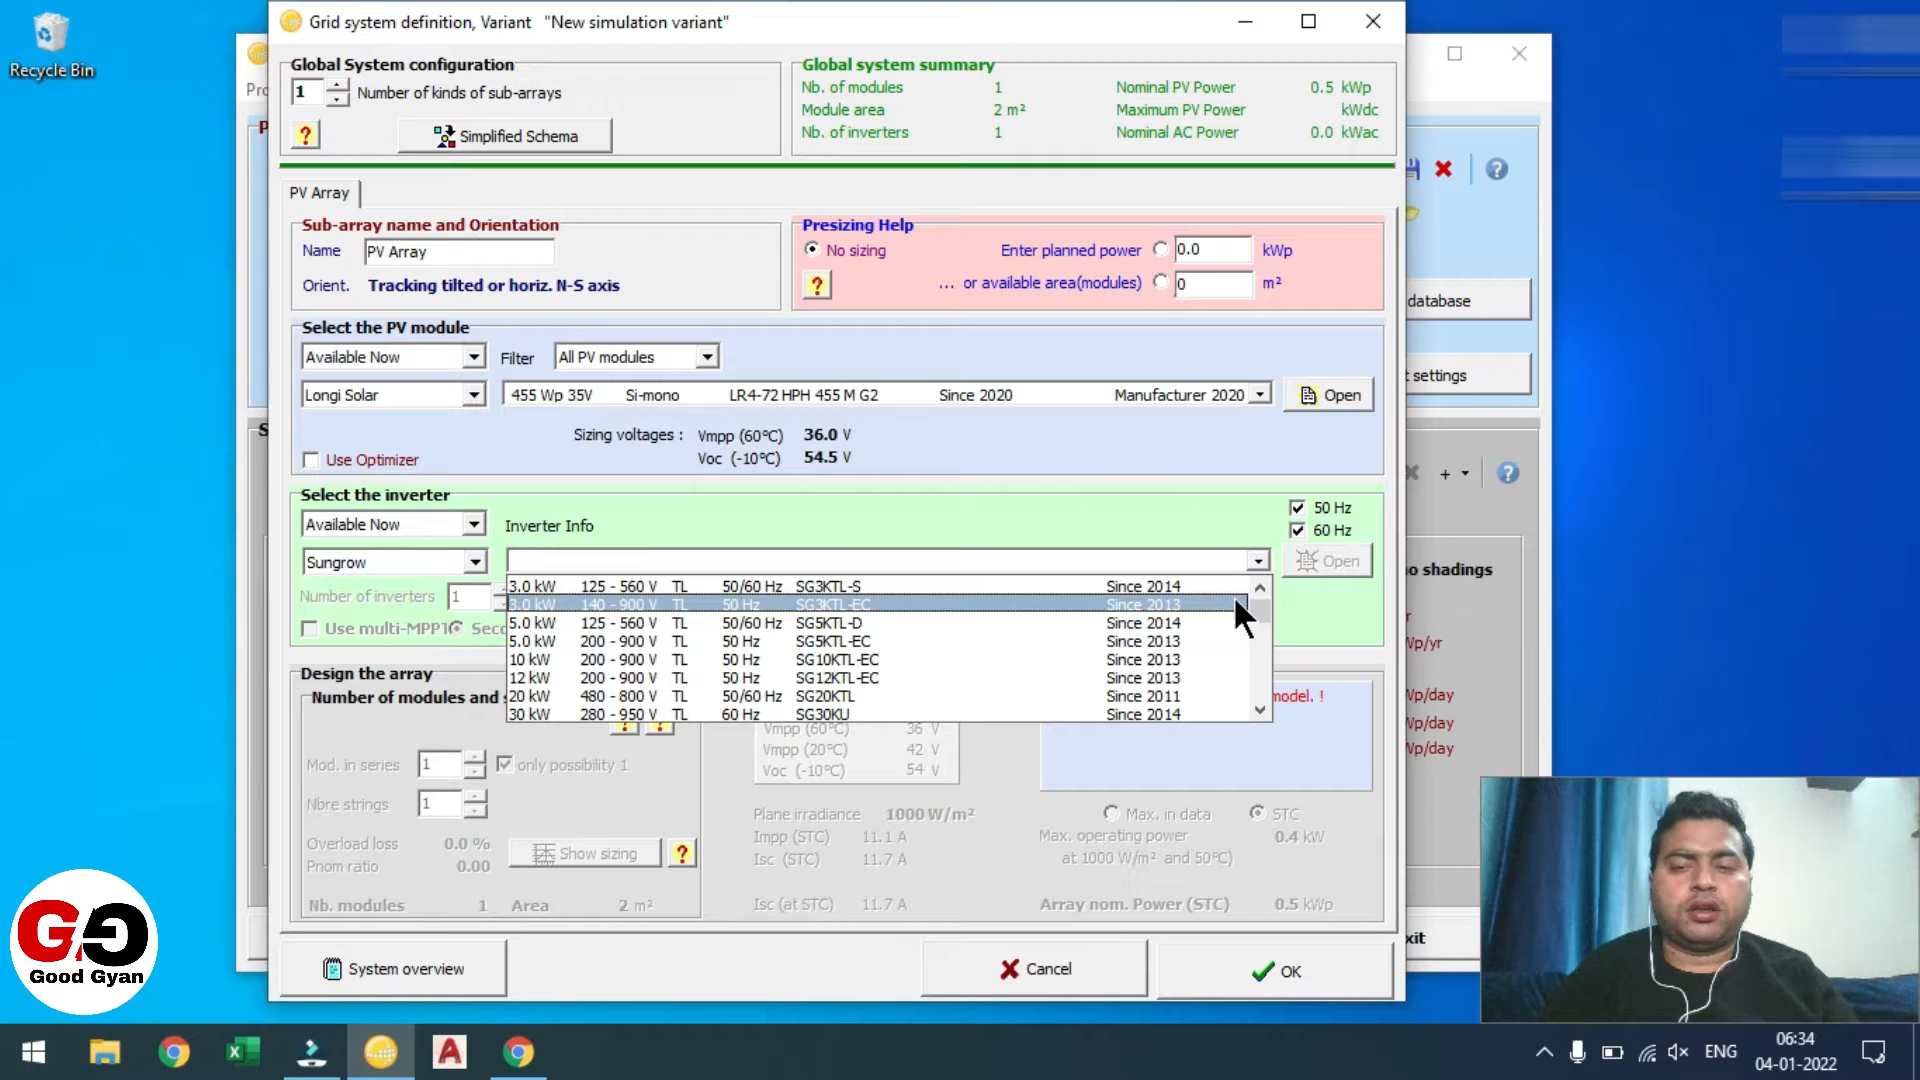 Recycle Bin
Grid system definition, Variant "New simulation variant"
Global System configuration
1 Number of kinds of sub-arrays
? Simplified Schema
Global system summary
Nb. of modules 1 Nominal PV Power 0.5 kWp
Module area 2 m² Maximum PV Power kWdc
Nb. of inverters 1 Nominal AC Power 0.0 kWac
PV Array
Sub-array name and Orientation
Name PV Array
Orient. Tracking tilted or horiz. N-S axis
Presizing Help
No sizing Enter planned power 0.0 kWp
? ... or available area(modules) 0 m²
Select the PV module
Available Now Filter All PV modules
Longi Solar 455 Wp 35V Si-mono LR4-72 HPH 455 M G2 Since 2020 Manufacturer 2020 Open
Sizing voltages : Vmpp (60°C) 36.0 V
Voc (-10°C) 54.5 V
Use Optimizer
Select the inverter
Available Now Inverter Info
50 Hz
60 Hz
Sungrow Open
3.0 kW 125 - 560 V TL 50/60 Hz SG3KTL-S Since 2014
3.0 kW 140 - 900 V TL 50 Hz SG3KTL-EC Since 2013
5.0 kW 125 - 560 V TL 50/60 Hz SG5KTL-D Since 2014
5.0 kW 200 - 900 V TL 50 Hz SG5KTL-EC Since 2013
10 kW 200 - 900 V TL 50 Hz SG10KTL-EC Since 2013
12 kW 200 - 900 V TL 50 Hz SG12KTL-EC Since 2013
20 kW 480 - 800 V TL 50/60 Hz SG20KTL Since 2011
30 kW 280 - 950 V TL 60 Hz SG30KU Since 2014
Number of inverters 1
Use multi-MPPT
Design the array
Number of modules and
model. !
Mod. in series 1 only possibility 1
Nbre strings 1
Overload loss 0.0 %
Pnom ratio 0.00
Show sizing ?
Nb. modules 1 Area 2 m²
Vmpp (60°C) 36 V
Vmpp (20°C) 42 V
Voc (-10°C) 54 V
Plane irradiance 1000 W/m²
Impp (STC) 11.1 A
Isc (STC) 11.7 A
Isc (at STC) 11.7 A
Max. in data STC
Max. operating power 0.4 kW
at 1000 W/m² and 50°C)
Array nom. Power (STC) 0.5 kWp
System overview Cancel OK
database
settings
no shadings
Wp/yr
Wp/day
Wp/day
Wp/day
xit
GG
Good Gyan
ENG
06:34
04-01-2022